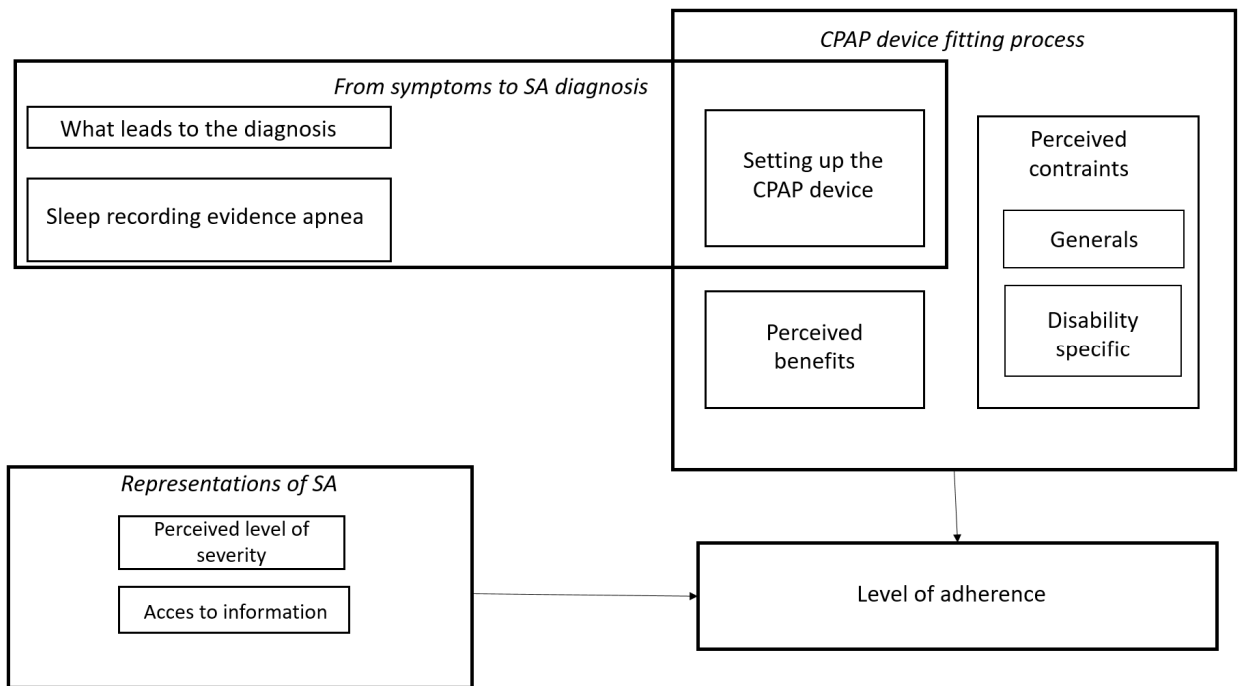 CPAP device fitting process
From symptoms to SA diagnosis
What leads to the diagnosis
Sleep recording evidence apnea
Setting up the
CPAP device
Perceived
contraints
Generals
Disability
specific
Perceived
benefits
Representations of SA
Perceived level of
severity
Acces to information
Level of adherence